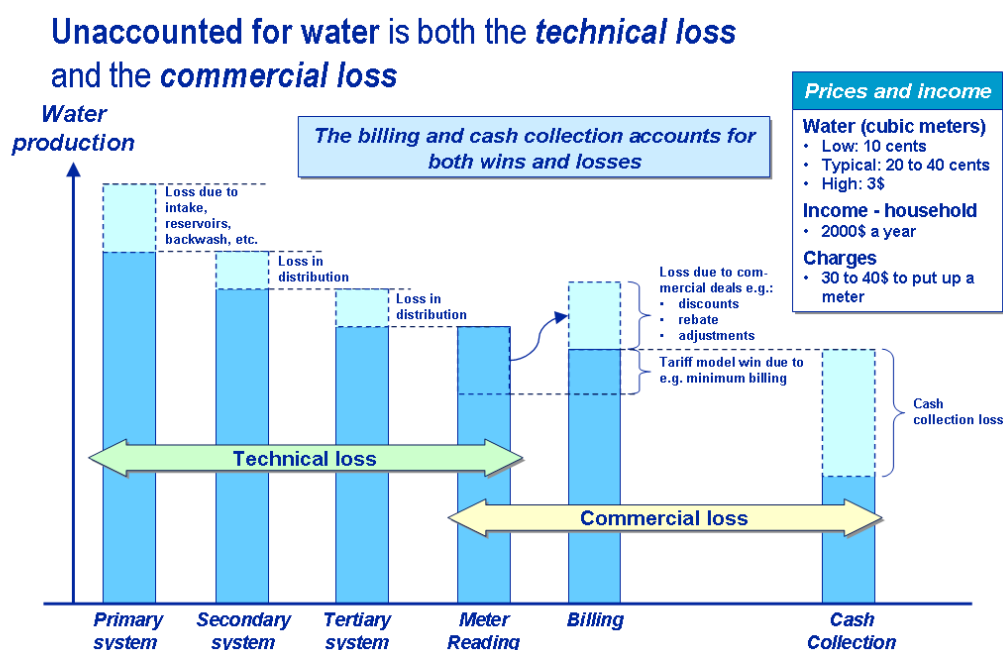 Unaccounted for water is both the technical loss
and the commercial loss
Water
production
The billing and cash collection accounts for
both wins and losses
Prices and income
Water (cubic meters)
• Low: 10 cents
• Typical: 20 to 40 cents
• High: 3$
Income - household
• 2000$ a year
Charges
• 30 to 40$ to put up a
meter
Loss due to
intake,
reservoirs,
backwash, etc.
Loss in
distribution
Loss in
distribution
Loss due to com-
mercial deals e.g.:
• discounts
• rebate
• adjustments
Tariff model win due to
e.g. minimum billing
Cash
collection loss
Technical loss
Commercial loss
Primary
system
Secondary
system
Tertiary
system
Meter
Reading
Billing
Cash
Collection